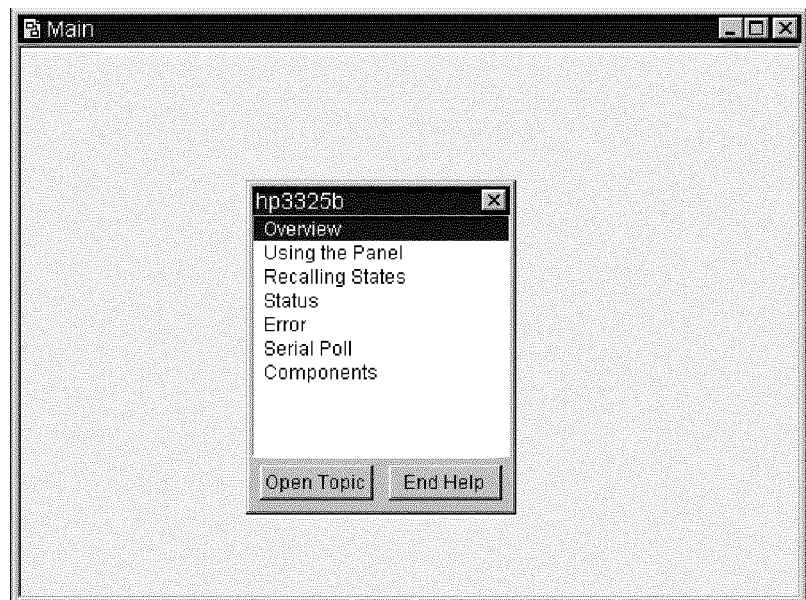 Main
hp3325b
Overview
Using the Panel
Recalling States
Status
Error
Serial Poll
Components
Open Topic
End Help